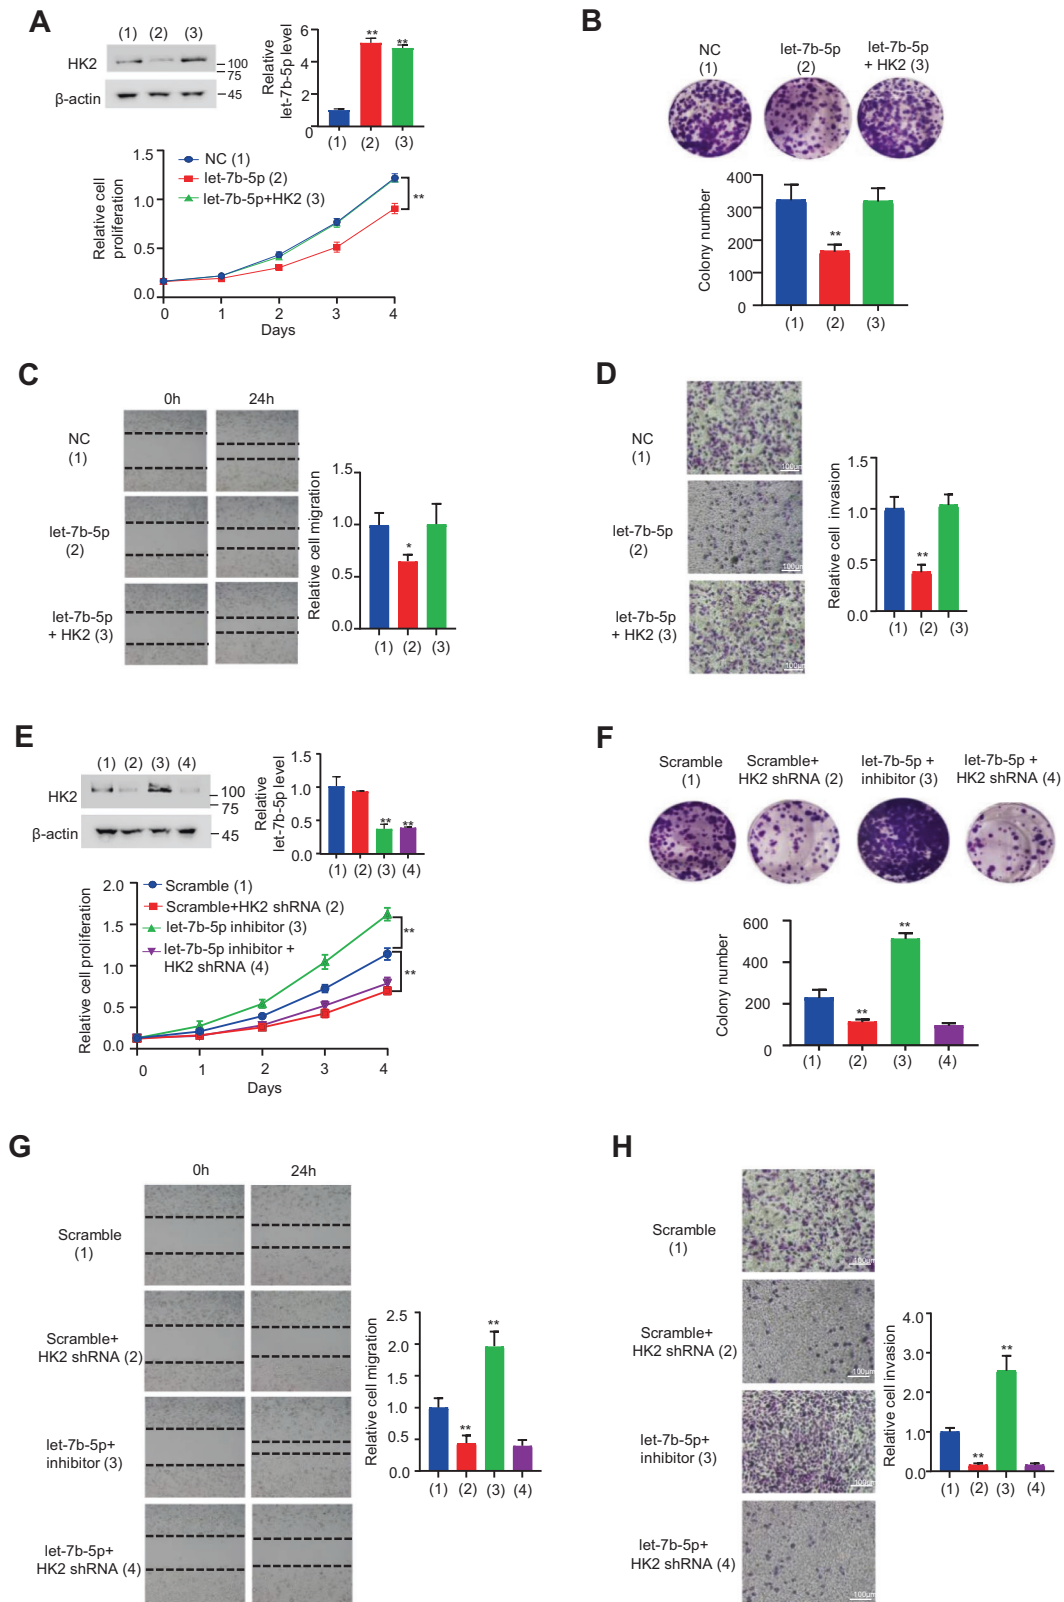 A
(1) (2) (3)
HK2
100
75
β-actin
45
Relative
let-7b-5p level
6
4
2
0
**
**
(1) (2) (3)
Relative cell
proliferation
1.5
1.0
0.5
0.0
NC (1)
let-7b-5p (2)
let-7b-5p+HK2 (3)
**
0 1 2 3 4
Days
B
NC
(1)
let-7b-5p
(2)
let-7b-5p
+ HK2 (3)
Colony number
400
300
200
100
0
**
(1) (2) (3)
C
0h 24h
NC
(1)
let-7b-5p
(2)
let-7b-5p
+ HK2 (3)
Relative cell migration
1.5
1.0
0.5
0.0
*
(1) (2) (3)
D
NC
(1)
let-7b-5p
(2)
let-7b-5p
+ HK2 (3)
100μm
100μm
100μm
Relative cell invasion
1.5
1.0
0.5
0.0
**
(1) (2) (3)
E
(1) (2) (3) (4)
HK2
100
75
β-actin
45
Relative
let-7b-5p level
1.5
1.0
0.5
0.0
** **
(1) (2) (3) (4)
Relative cell proliferation
2.0
1.5
1.0
0.5
0.0
Scramble (1)
Scramble+HK2 shRNA (2)
let-7b-5p inhibitor (3)
let-7b-5p inhibitor +
HK2 shRNA (4)
**
**
0 1 2 3 4
Days
F
Scramble
(1)
Scramble+
HK2 shRNA (2)
let-7b-5p +
inhibitor (3)
let-7b-5p +
HK2 shRNA (4)
Colony number
600
400
200
0
**
**
(1) (2) (3) (4)
G
0h 24h
Scramble
(1)
Scramble+
HK2 shRNA (2)
let-7b-5p+
inhibitor (3)
let-7b-5p+
HK2 shRNA (4)
Relative cell migration
2.5
2.0
1.5
1.0
0.5
0.0
**
**
(1) (2) (3) (4)
H
Scramble
(1)
Scramble+
HK2 shRNA (2)
let-7b-5p+
inhibitor (3)
let-7b-5p+
HK2 shRNA (4)
100μm
100μm
100μm
100μm
Relative cell invasion
4.0
3.0
2.0
1.0
0.0
**
**
(1) (2) (3) (4)